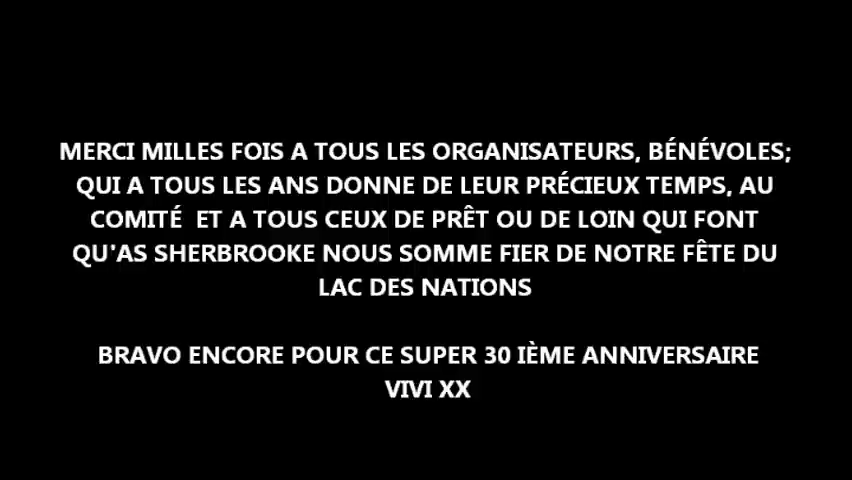 MERCI MILLES FOIS A TOUS LES ORGANISATEURS, BÉNÉVOLES;
QUI A TOUS LES ANS DONNE DE LEUR PRÉCIEUX TEMPS, AU
COMITÉ  ET A TOUS CEUX DE PRÊT OU DE LOIN QUI FONT
QU'AS SHERBROOKE NOUS SOMME FIER DE NOTRE FÊTE DU
LAC DES NATIONS
BRAVO ENCORE POUR CE SUPER 30 IÈME ANNIVERSAIRE
VIVI XX